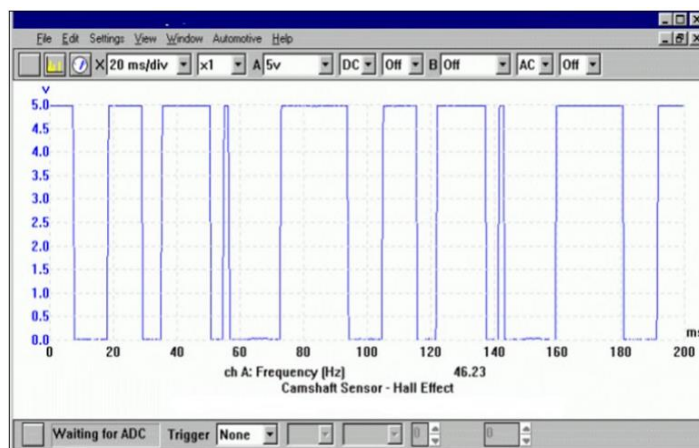 File Edit Settings View Window Automotive Help
X 20 ms/div x1 A 5v DC Off B Off AC Off
v
5.0
4.5
4.0
3.5
3.0
2.5
2.0
1.5
1.0
0.5
0.0
ms
0 20 40 60 80 100 120 140 160 180 200
ch A: Frequency (Hz) 46.23
Camshaft Sensor - Hall Effect
Waiting for ADC Trigger None 0 0